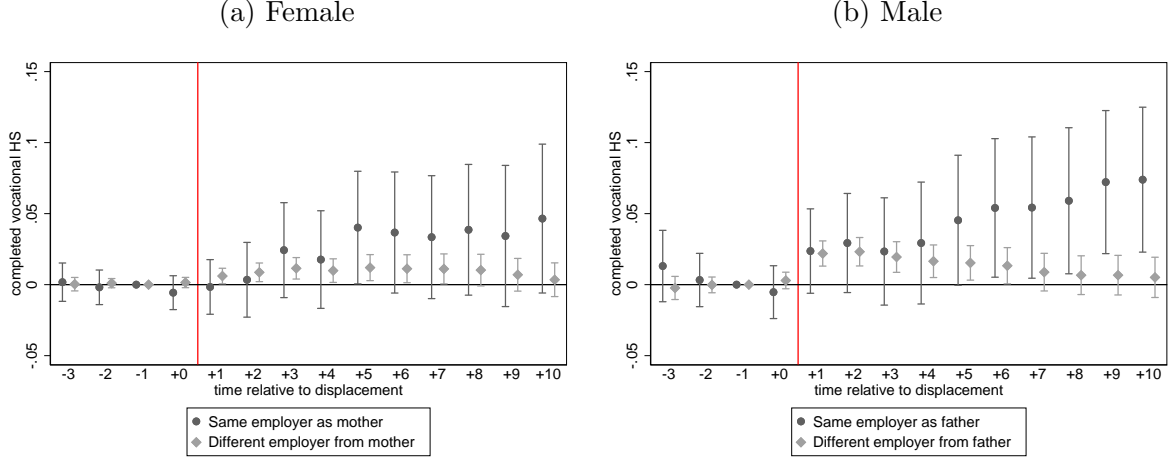 (a) Female
completed vocational HS
.15
.1
.05
0
-.05
-3 -2 -1 +0 +1 +2 +3 +4 +5 +6 +7 +8 +9 +10
time relative to displacement
Same employer as mother
Different employer from mother
(b) Male
completed vocational HS
.15
.1
.05
0
-.05
-3 -2 -1 +0 +1 +2 +3 +4 +5 +6 +7 +8 +9 +10
time relative to displacement
Same employer as father
Different employer from father